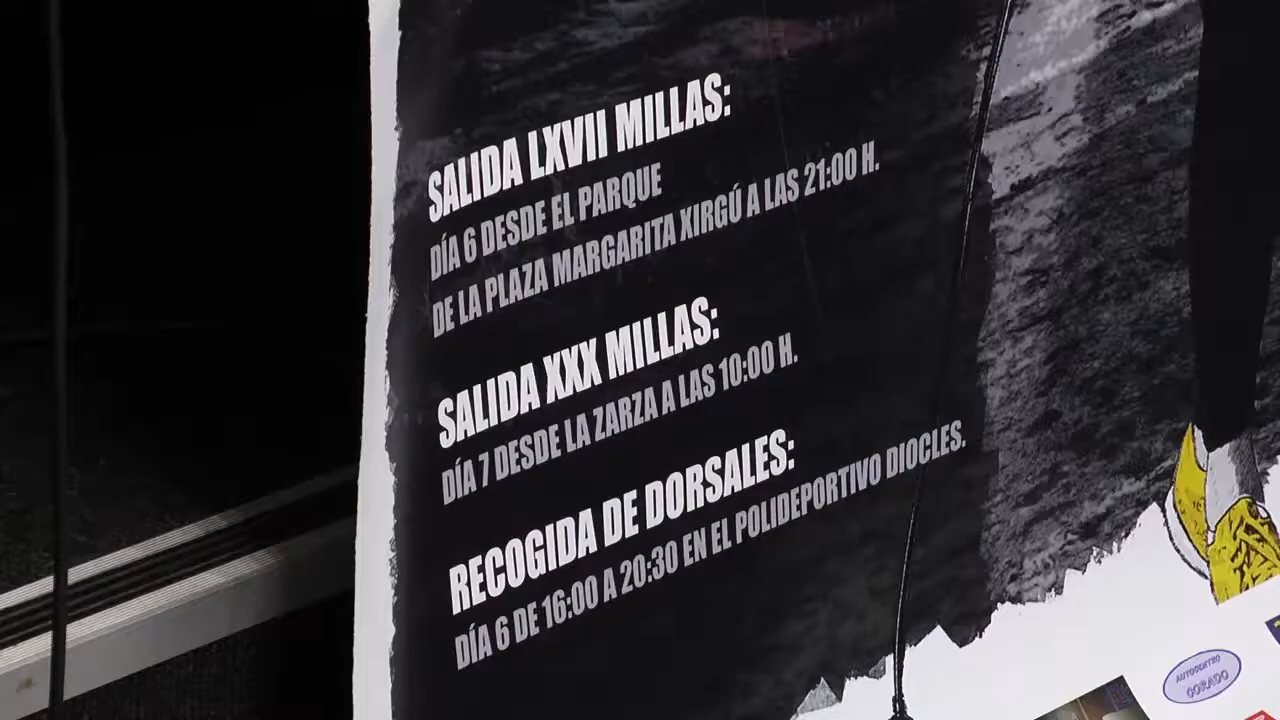 SALIDA LXVII MILLAS:
DÍA 6 DESDE EL PARQUE
DE LA PLAZA MARGARITA XIRGÚ A LAS 21:00 H.
SALIDA XXX MILLAS:
DÍA 7 DESDE LA ZARZA A LAS 10:00 H.
RECOGIDA DE DORSALES:
DÍA 6 DE 16:00 A 20:30 EN EL POLIDEPORTIVO DIOCLES.
AUTOCENTRO
CORADO